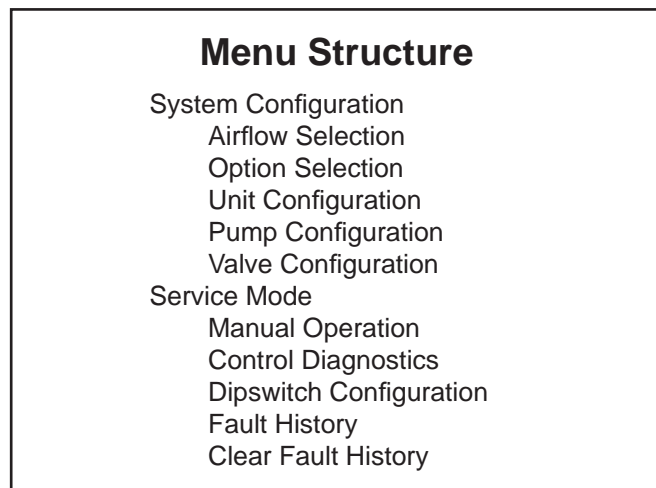 Menu Structure
System Configuration
Airflow Selection
Option Selection
Unit Configuration
Pump Configuration
Valve Configuration
Service Mode
Manual Operation
Control Diagnostics
Dipswitch Configuration
Fault History
Clear Fault History